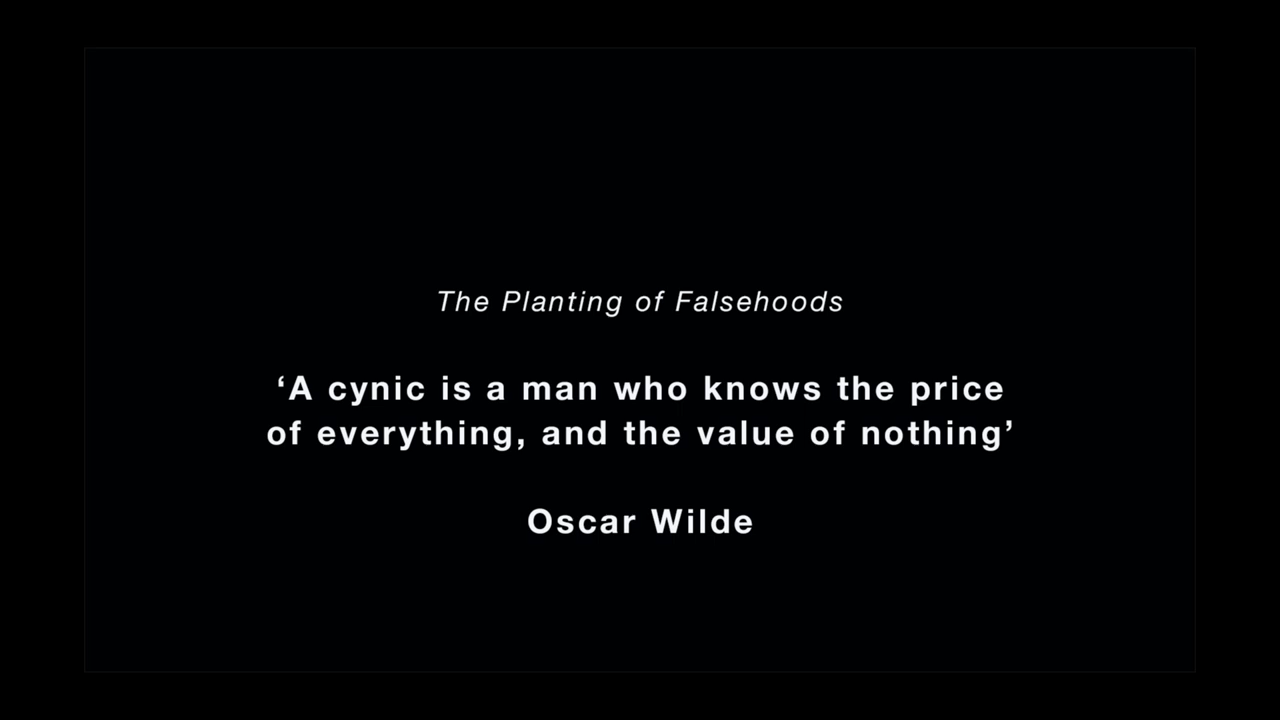 The Planting of Falsehoods
‘A cynic is a man who knows the price
of everything, and the value of nothing’
Oscar Wilde